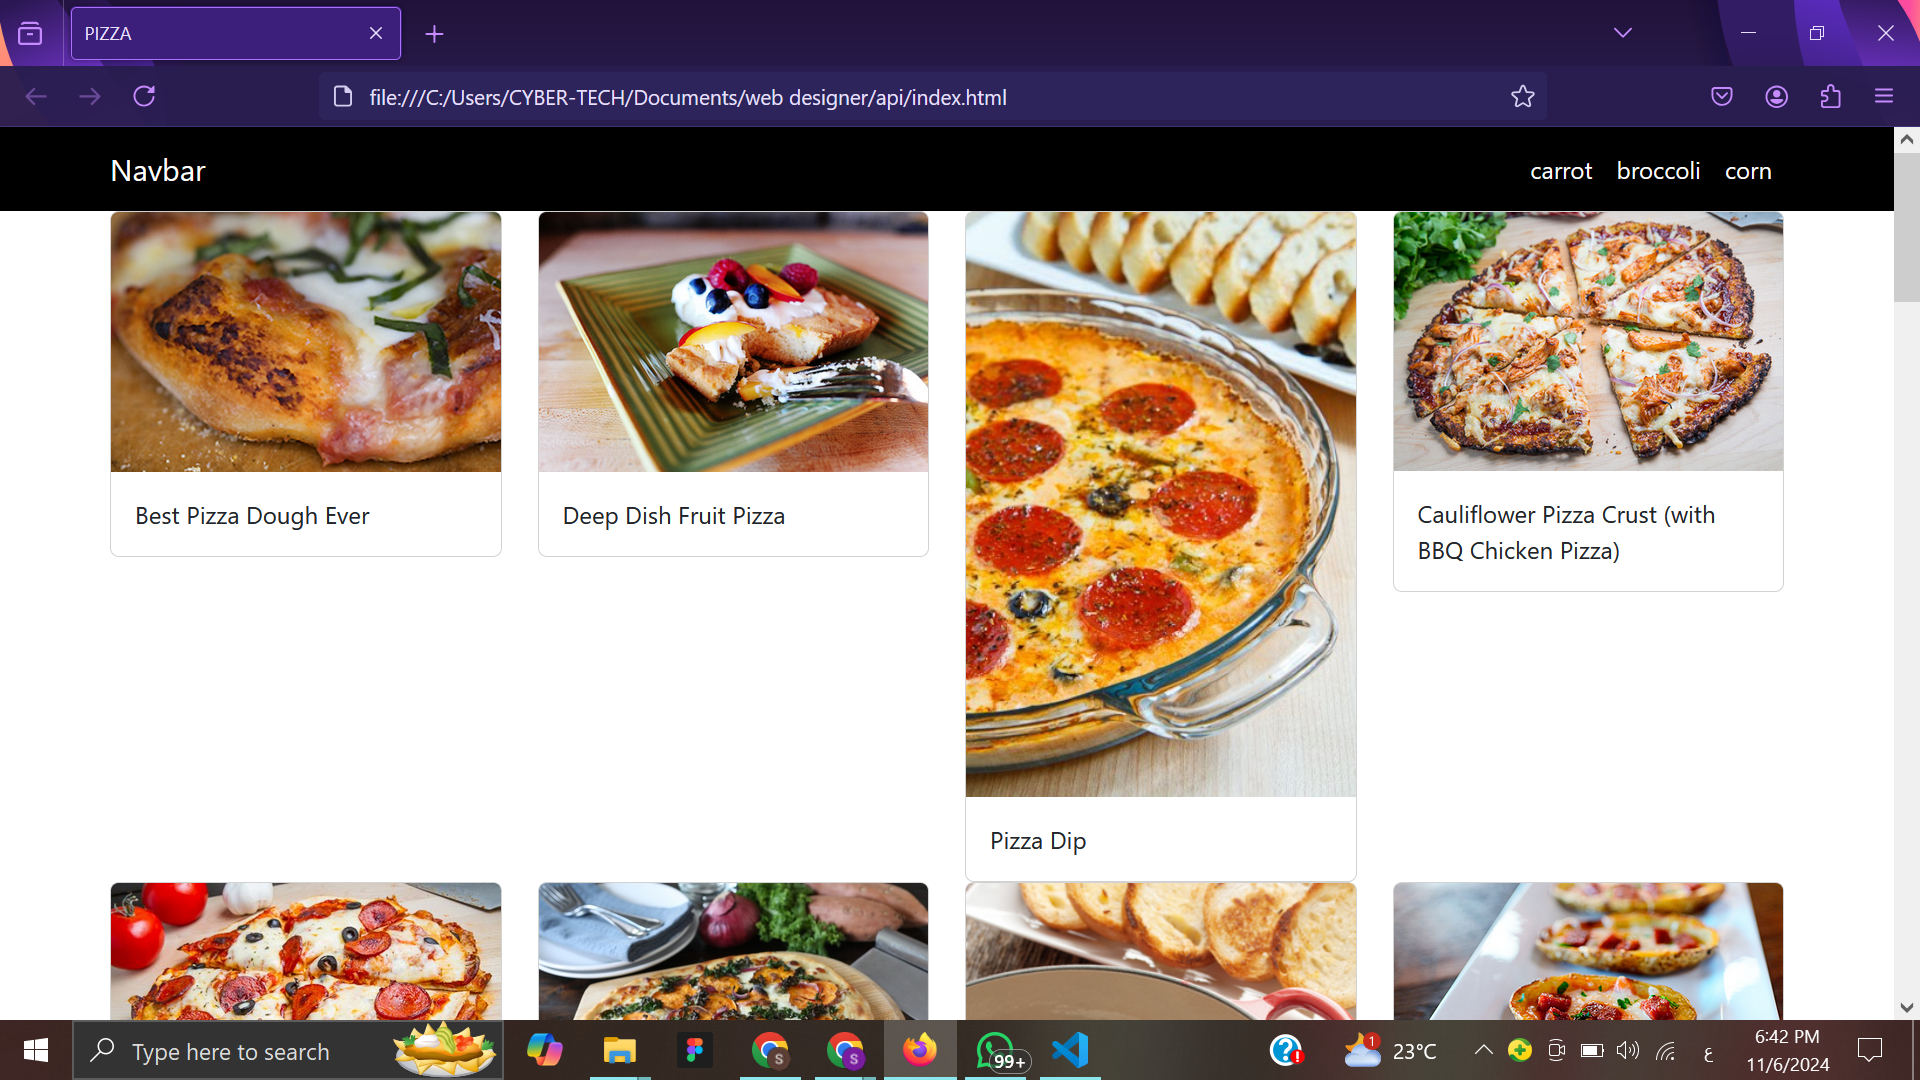 PIZZA
file:///C:/Users/CYBER-TECH/Documents/web designer/api/index.html
Navbar
carrot broccoli corn
Best Pizza Dough Ever
Deep Dish Fruit Pizza
Cauliflower Pizza Crust (with
BBQ Chicken Pizza)
Pizza Dip
Type here to search
S
S
99+
1
23°C
ع
6:42 PM
11/6/2024